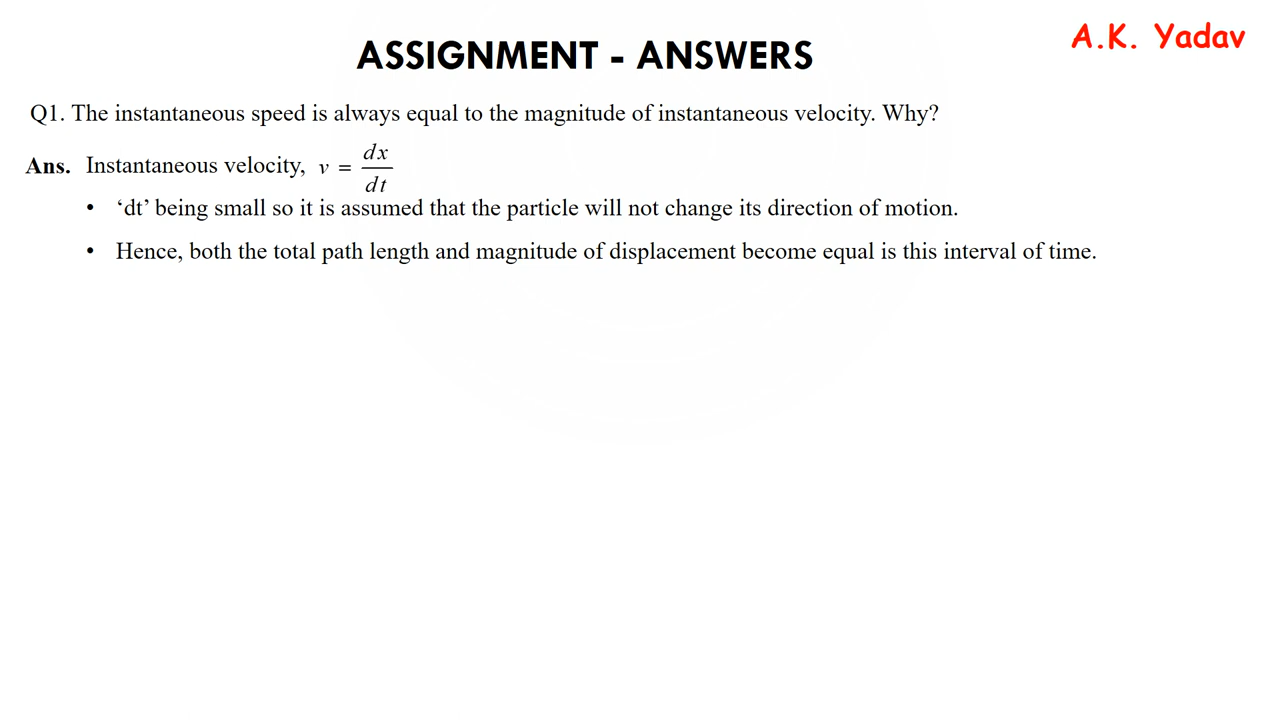 A.K. Yadav
ASSIGNMENT - ANSWERS
Q1. The instantaneous speed is always equal to the magnitude of instantaneous velocity. Why?
Ans. Instantaneous velocity, v = dx/dt
• ‘dt’ being small so it is assumed that the particle will not change its direction of motion.
• Hence, both the total path length and magnitude of displacement become equal is this interval of time.